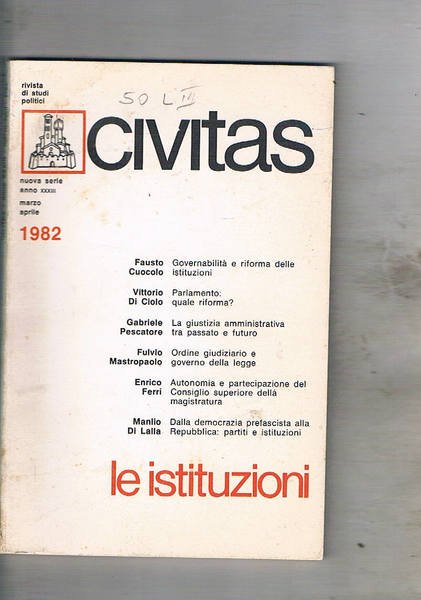 rivista
di studi
politici
50 L III
civitas
nuova serie
anno XXXIII
marzo
aprile
1982
Fausto Cuocolo Governabilità e riforma delle istituzioni
Vittorio Di Ciolo Parlamento: quale riforma?
Gabriele Pescatore La giustizia amministrativa tra passato e futuro
Fulvio Mastropaolo Ordine giudiziario e governo della legge
Enrico Ferri Autonomia e partecipazione del Consiglio superiore della magistratura
Manlio Di Lalla Dalla democrazia prefascista alla Repubblica: partiti e istituzioni
le istituzioni